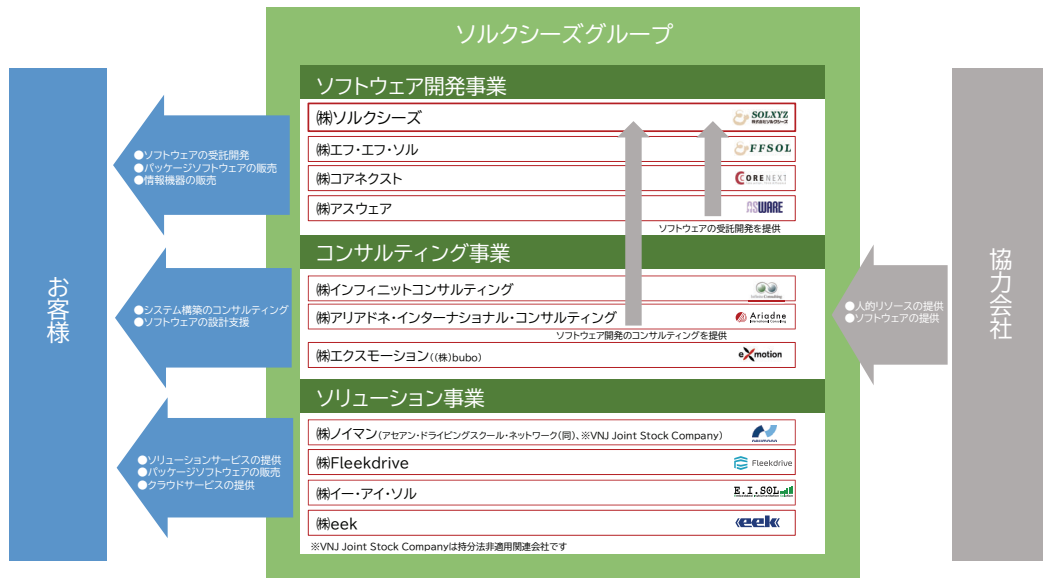 ソルクシーズグループ
お客様
ソフトウェア開発事業
●ソフトウェアの受託開発
●パッケージソフトウェアの販売
●情報機器の販売
㈱ソルクシーズ
SOLXYZ
株式会社ソルクシーズ
㈱エフ・エフ・ソル
FFSOL
㈱コアネクスト
CORENEXT
㈱アスウェア
ASWARE
ソフトウェアの受託開発を提供
コンサルティング事業
●システム構築のコンサルティング
●ソフトウェアの設計支援
㈱インフィニットコンサルティング
Infinite Consulting
㈱アリアドネ・インターナショナル・コンサルティング
Ariadne
International Consulting
ソフトウェア開発のコンサルティングを提供
㈱エクスモーション((株)bubo)
eXmotion
ソリューション事業
●ソリューションサービスの提供
●パッケージソフトウェアの販売
●クラウドサービスの提供
㈱ノイマン(アセアン・ドライビングスクール・ネットワーク(同)、※VNJ Joint Stock Company)
㈱Fleekdrive
Fleekdrive
㈱イー・アイ・ソル
E.I.SOL
㈱eek
eek
※VNJ Joint Stock Companyは持分法非適用関連会社です
●人的リソースの提供
●ソフトウェアの提供
協力会社